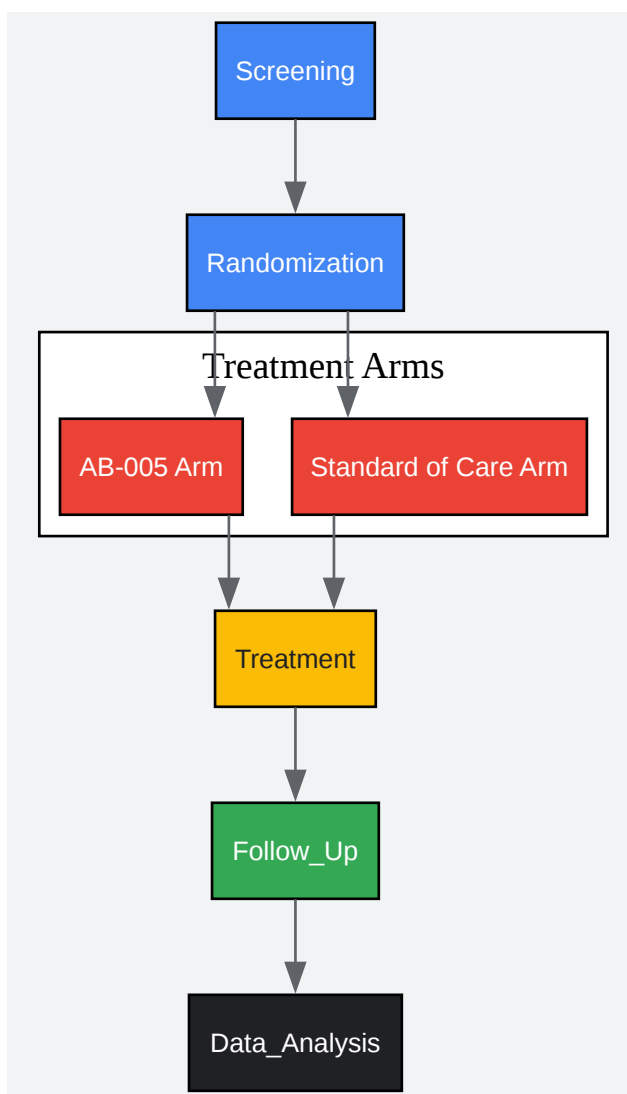 Screening
Randomization
Treatment Arms
AB-005 Arm
Standard of Care Arm
Treatment
Follow_Up
Data_Analysis